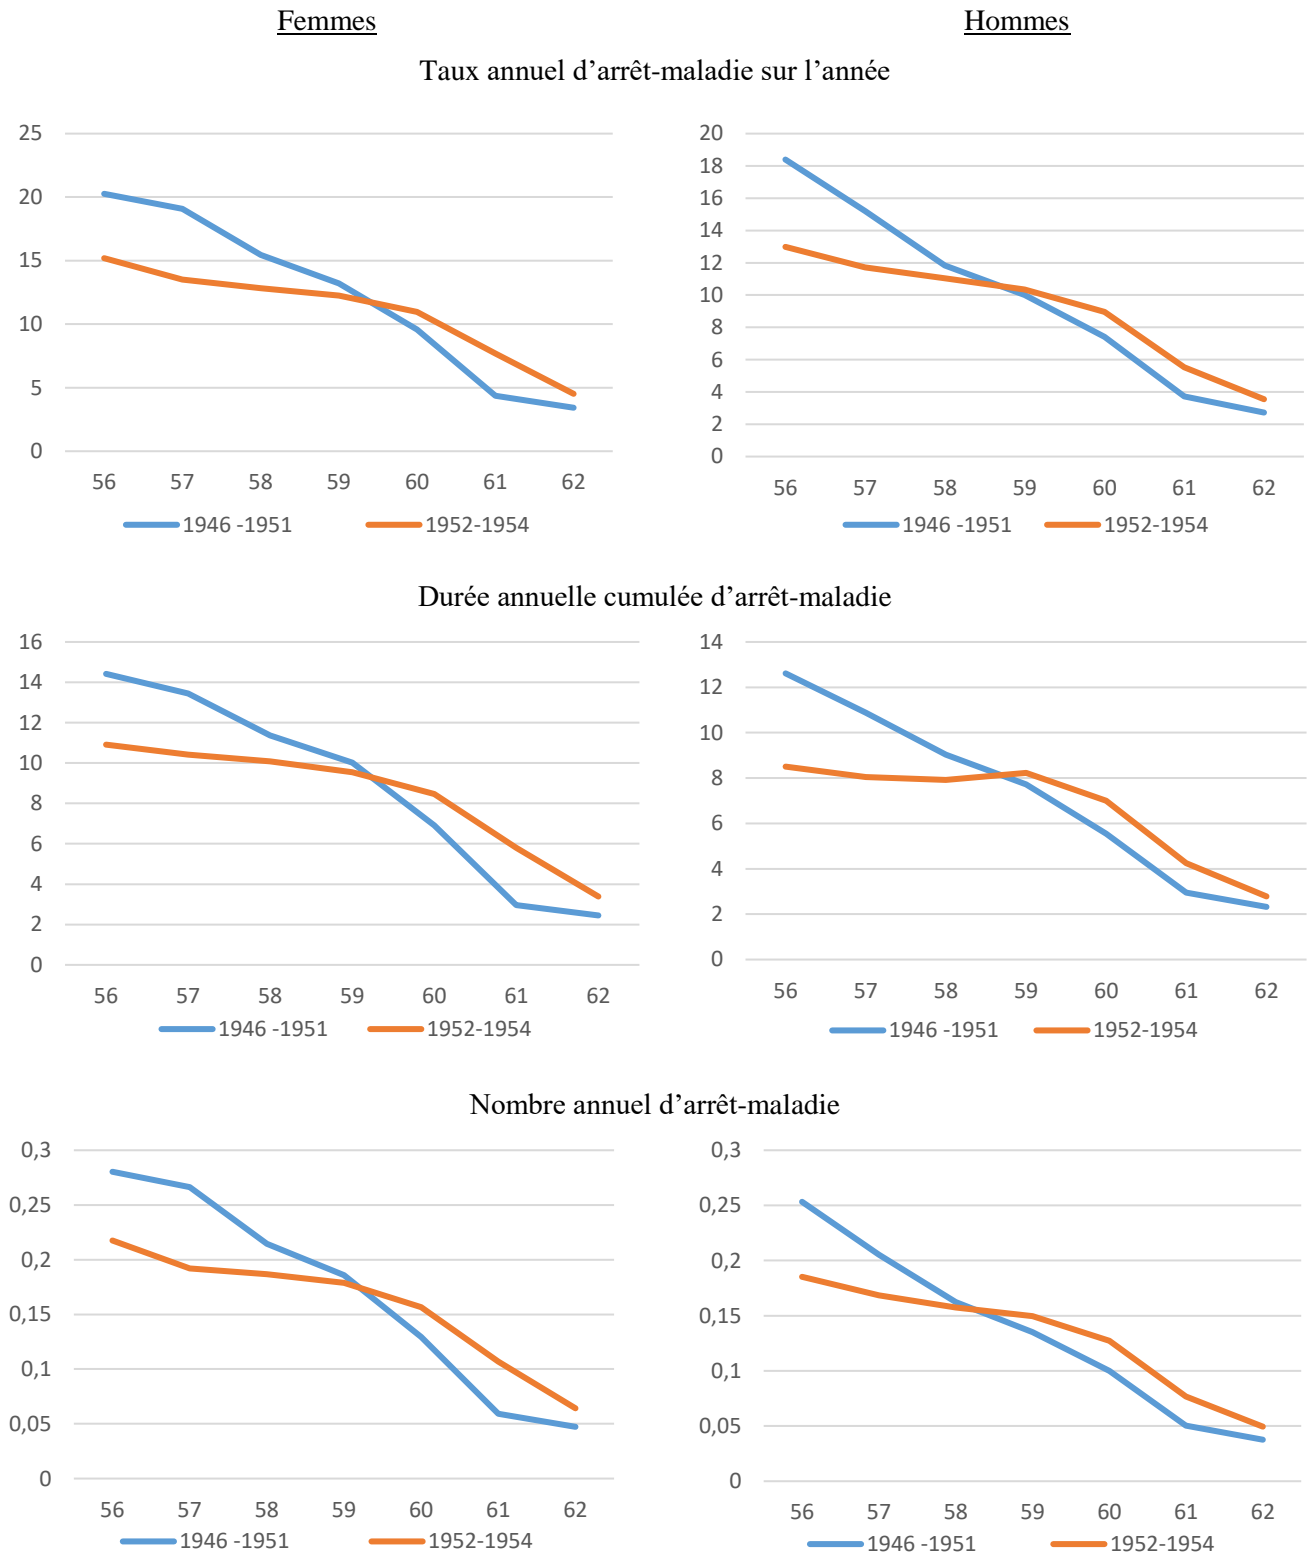 Femmes
Hommes
Taux annuel d’arrêt-maladie sur l’année
25
20
15
10
5
0
56 57 58 59 60 61 62
1946 -1951 1952-1954
20
18
16
14
12
10
8
6
4
2
0
56 57 58 59 60 61 62
1946 -1951 1952-1954
Durée annuelle cumulée d’arrêt-maladie
16
14
12
10
8
6
4
2
0
56 57 58 59 60 61 62
1946 -1951 1952-1954
14
12
10
8
6
4
2
0
56 57 58 59 60 61 62
1946 -1951 1952-1954
Nombre annuel d’arrêt-maladie
0,3
0,25
0,2
0,15
0,1
0,05
0
56 57 58 59 60 61 62
1946 -1951 1952-1954
0,3
0,25
0,2
0,15
0,1
0,05
0
56 57 58 59 60 61 62
1946 -1951 1952-1954